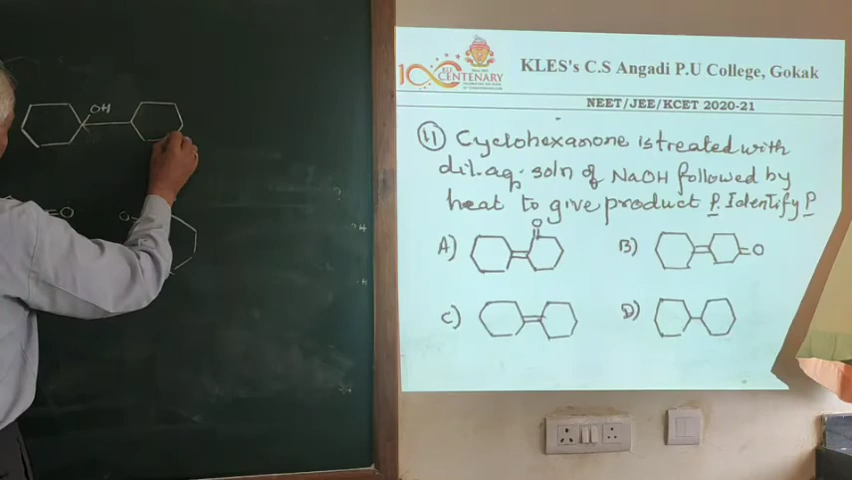 KLES's C.S Angadi P.U College, Gokak
CENTENARY
NEET/JEE/KCET 2020-21
11 Cyclohexanone is treated with
dil.aq. soln of NaOH followed by
heat to give product P. Identify P
A) O
B) O
C)
D)
OH
O
O